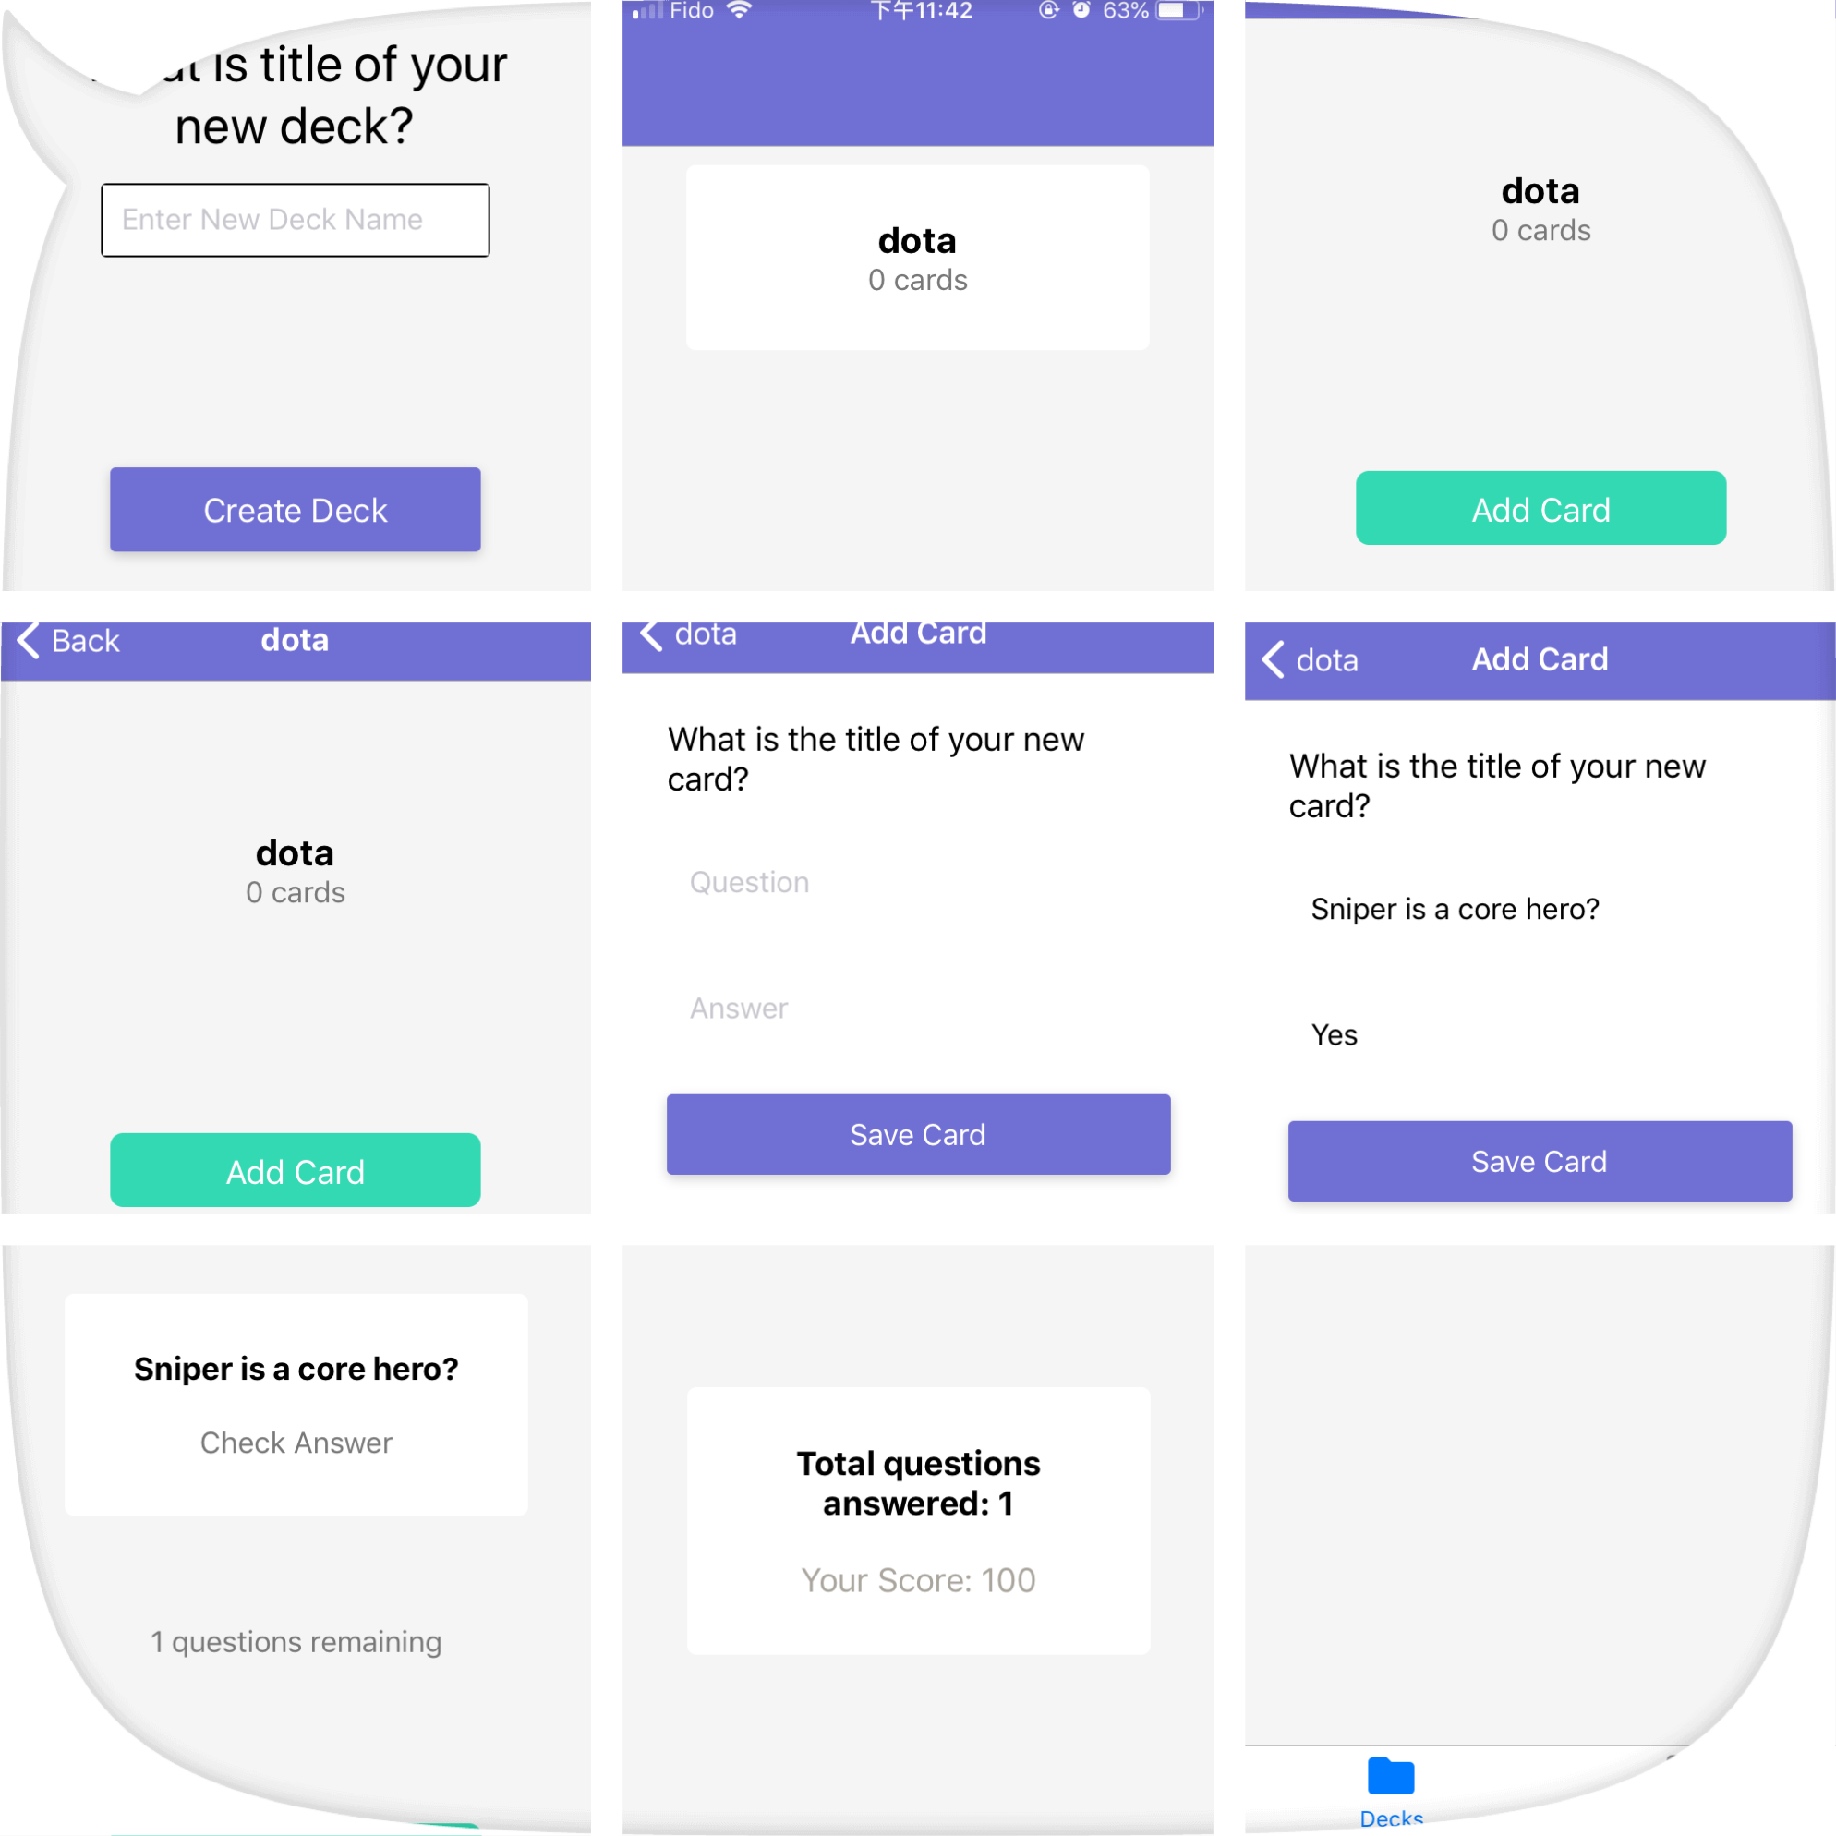 is title of your
new deck?
Enter New Deck Name
Create Deck
Fido 下午11:42 63%
dota
0 cards
dota
0 cards
Add Card
Back dota
dota
0 cards
Add Card
dota Add Card
What is the title of your new
card?
Question
Answer
Save Card
dota Add Card
What is the title of your new
card?
Sniper is a core hero?
Yes
Save Card
Sniper is a core hero?
Check Answer
1 questions remaining
Total questions
answered: 1
Your Score: 100
Decks